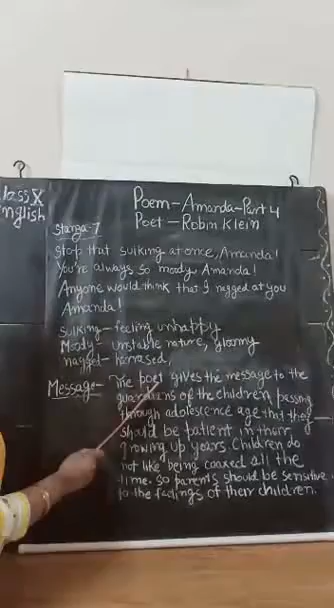 lass X
nglish
Poem-Amanda-Part 4
Poet-Robin Klein
Stanza-7
Stop that sulking at once, Amanda!
You're always so moody Amanda!
Anyone would think that I nagged at you
Amanda!
Sulking - feeling unhappy
Moody - unstable nature, gloomy
nagged - harrased,
Message - The poet gives the message to the
guardians of the children passing
through adolescence age that they
should be patient in their
growing up years. Children do
not like being coaxed all the
time. So parents should be sensitive
to the feelings of their children.